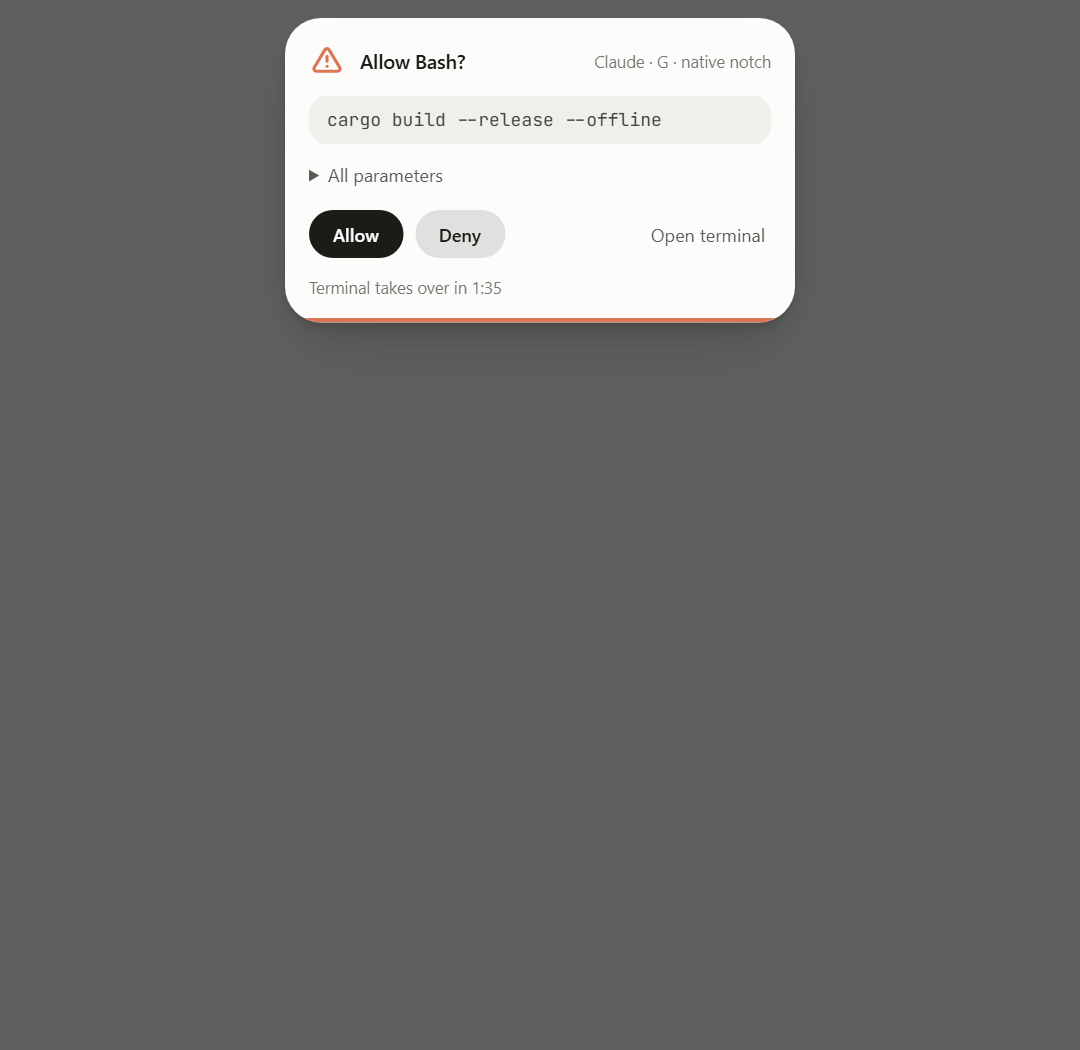 Allow Bash?
Claude · G · native notch
cargo build --release --offline
All parameters
Allow
Deny
Open terminal
Terminal takes over in 1:35